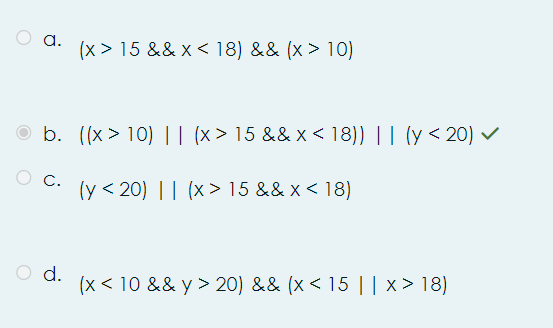 a. (x > 15 && x < 18) && (x > 10)
b. ((x > 10) || (x > 15 && x < 18)) || (y < 20)
c. (y < 20) || (x > 15 && x < 18)
d. (x < 10 && y > 20) && (x < 15 || x > 18)